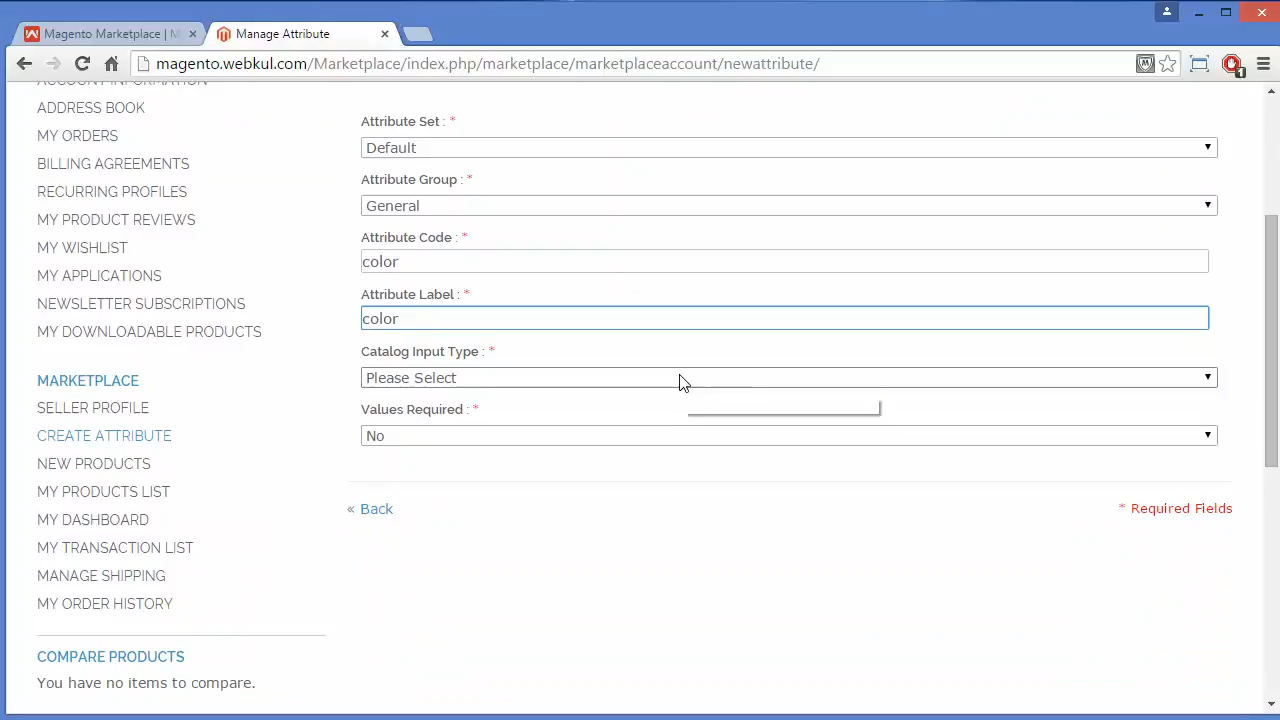 Magento Marketplace | M
Manage Attribute
magento.webkul.com/Marketplace/index.php/marketplace/marketplaceaccount/newattribute/
1
ACCOUNT INFORMATION
ADDRESS BOOK
MY ORDERS
BILLING AGREEMENTS
RECURRING PROFILES
MY PRODUCT REVIEWS
MY WISHLIST
MY APPLICATIONS
NEWSLETTER SUBSCRIPTIONS
MY DOWNLOADABLE PRODUCTS
MARKETPLACE
SELLER PROFILE
CREATE ATTRIBUTE
NEW PRODUCTS
MY PRODUCTS LIST
MY DASHBOARD
MY TRANSACTION LIST
MANAGE SHIPPING
MY ORDER HISTORY
COMPARE PRODUCTS
You have no items to compare.
Attribute Set : *
Default
Attribute Group : *
General
Attribute Code : *
color
Attribute Label : *
color
Catalog Input Type : *
Please Select
Values Required : *
No
« Back
* Required Fields